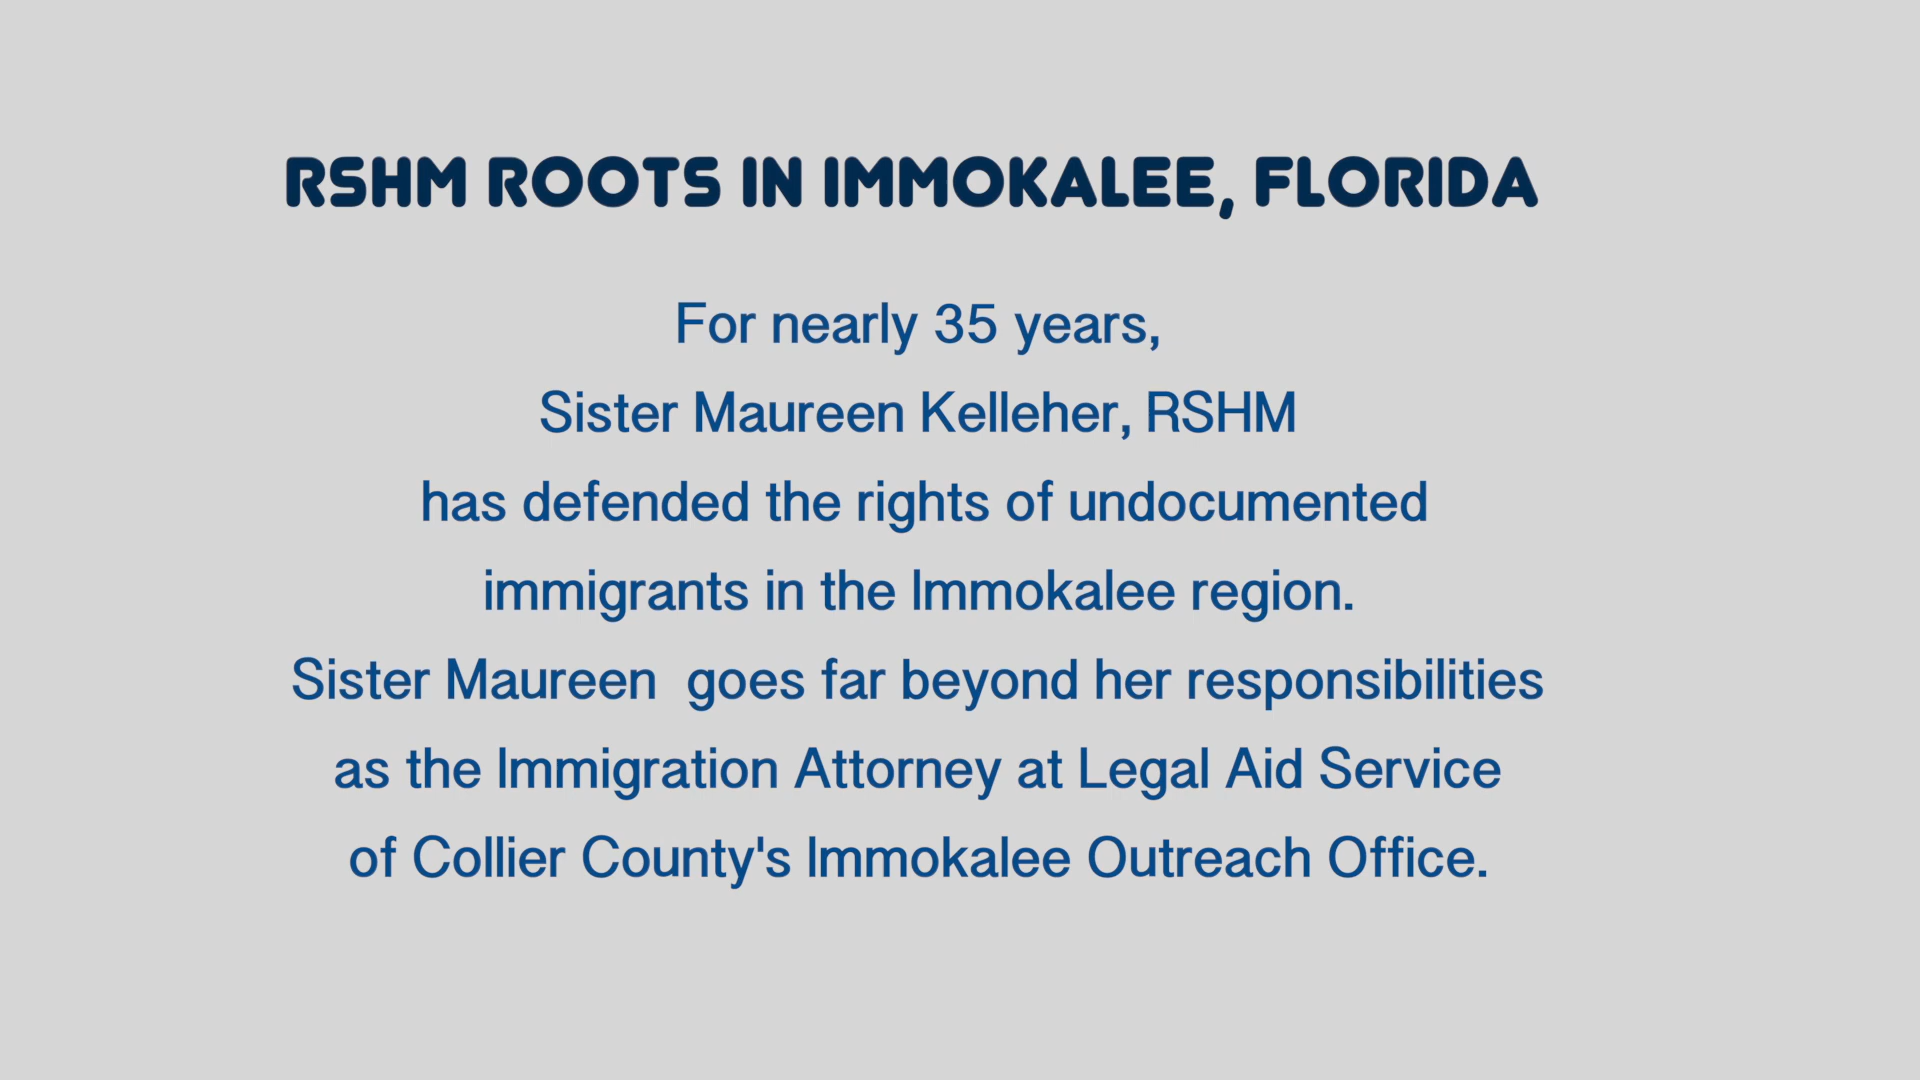 RSHM ROOTS IN IMMOKALEE, FLORIDA
For nearly 35 years,
Sister Maureen Kelleher, RSHM
has defended the rights of undocumented
immigrants in the Immokalee region.
Sister Maureen  goes far beyond her responsibilities
as the Immigration Attorney at Legal Aid Service
of Collier County's Immokalee Outreach Office.